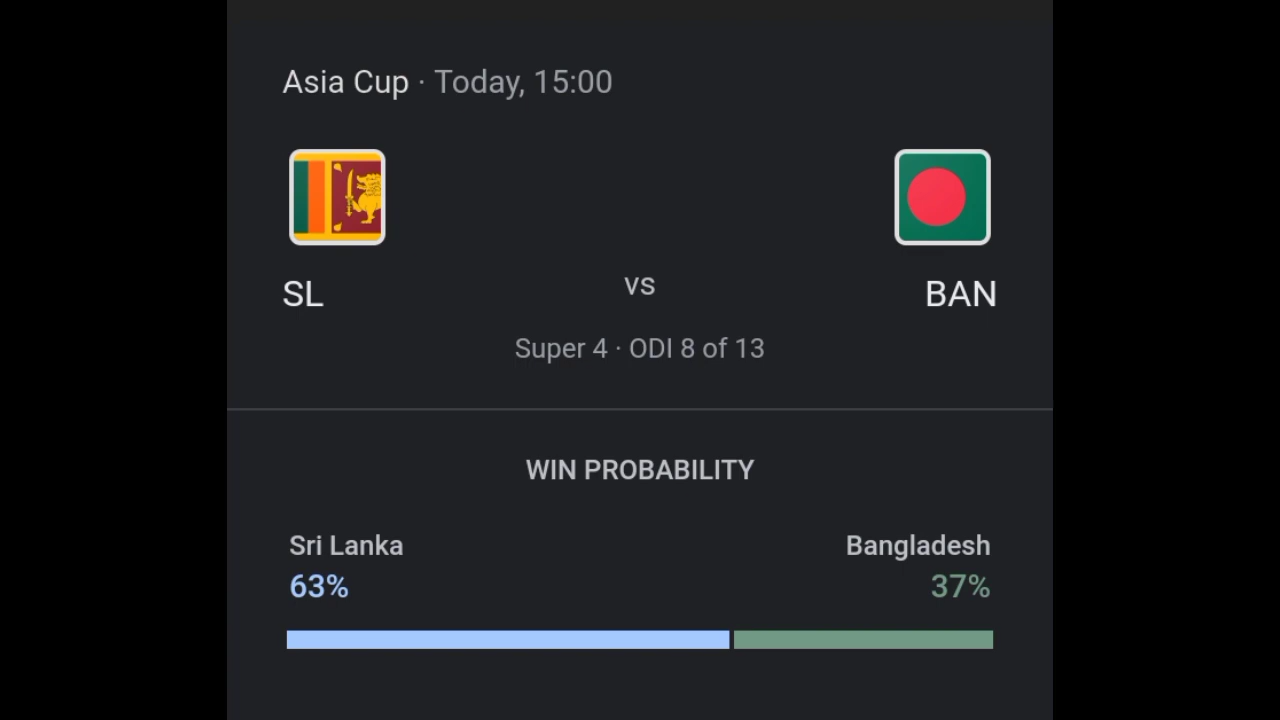 Asia Cup · Today, 15:00
SL vs BAN
Super 4 · ODI 8 of 13
WIN PROBABILITY
Sri Lanka Bangladesh
63% 37%